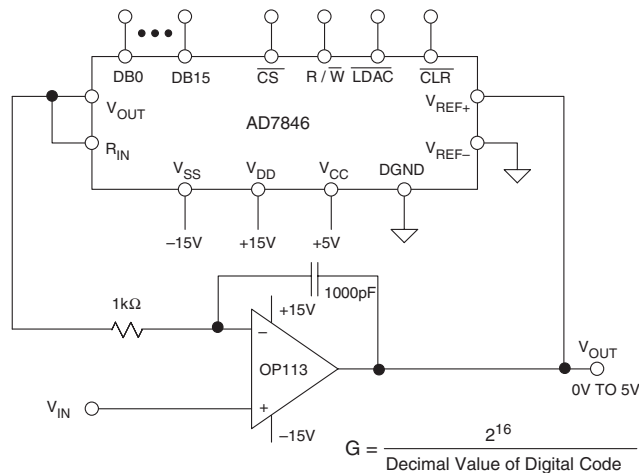 DB0 DB15 CS R / W LDAC CLR
VOUT
AD7846
VREF+
RIN
VREF–
VSS VDD VCC DGND
–15V +15V +5V
1kΩ
1000pF
+15V
–
OP113
VOUT
0V TO 5V
VIN
+
–15V
G = 2^16
Decimal Value of Digital Code